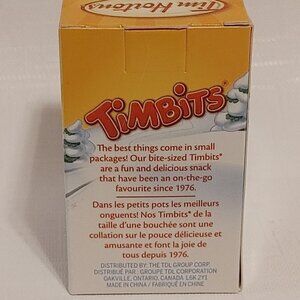 Tim Hortons
TIMBITS®
The best things come in small
packages! Our bite-sized Timbits®
are a fun and delicious snack
that have been an on-the-go
favourite since 1976.
Dans les petits pots les meilleurs
onguents! Nos Timbits® de la
taille d'une bouchée sont une
collation sur le pouce délicieuse et
amusante et font la joie de
tous depuis 1976.
DISTRIBUTED BY: THE TDL GROUP CORP.
DISTRIBUÉ PAR : GROUPE TDL CORPORATION
OAKVILLE, ONTARIO, CANADA L6K 2Y1
MADE IN CHINA / FABRIQUÉ EN CHINE